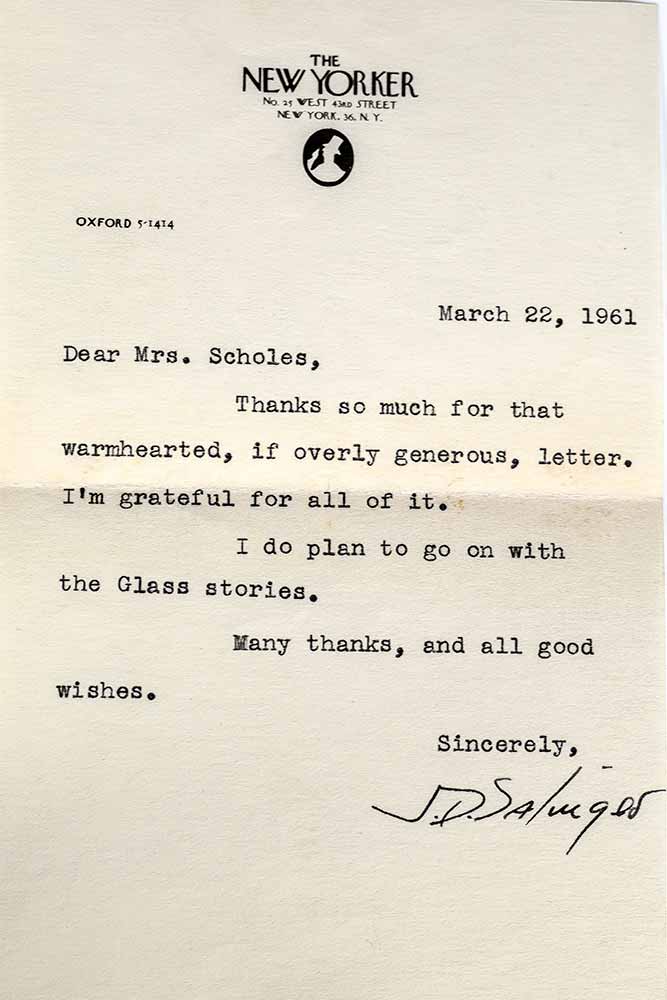 THE
NEW YORKER
No. 25 WEST 43RD STREET
NEW YORK. 36. N. Y.
OXFORD 5-1414
March 22, 1961
Dear Mrs. Scholes,
Thanks so much for that
warmhearted, if overly generous, letter.
I'm grateful for all of it.
I do plan to go on with
the Glass stories.
Many thanks, and all good
wishes.
Sincerely,
J.D. Salinger